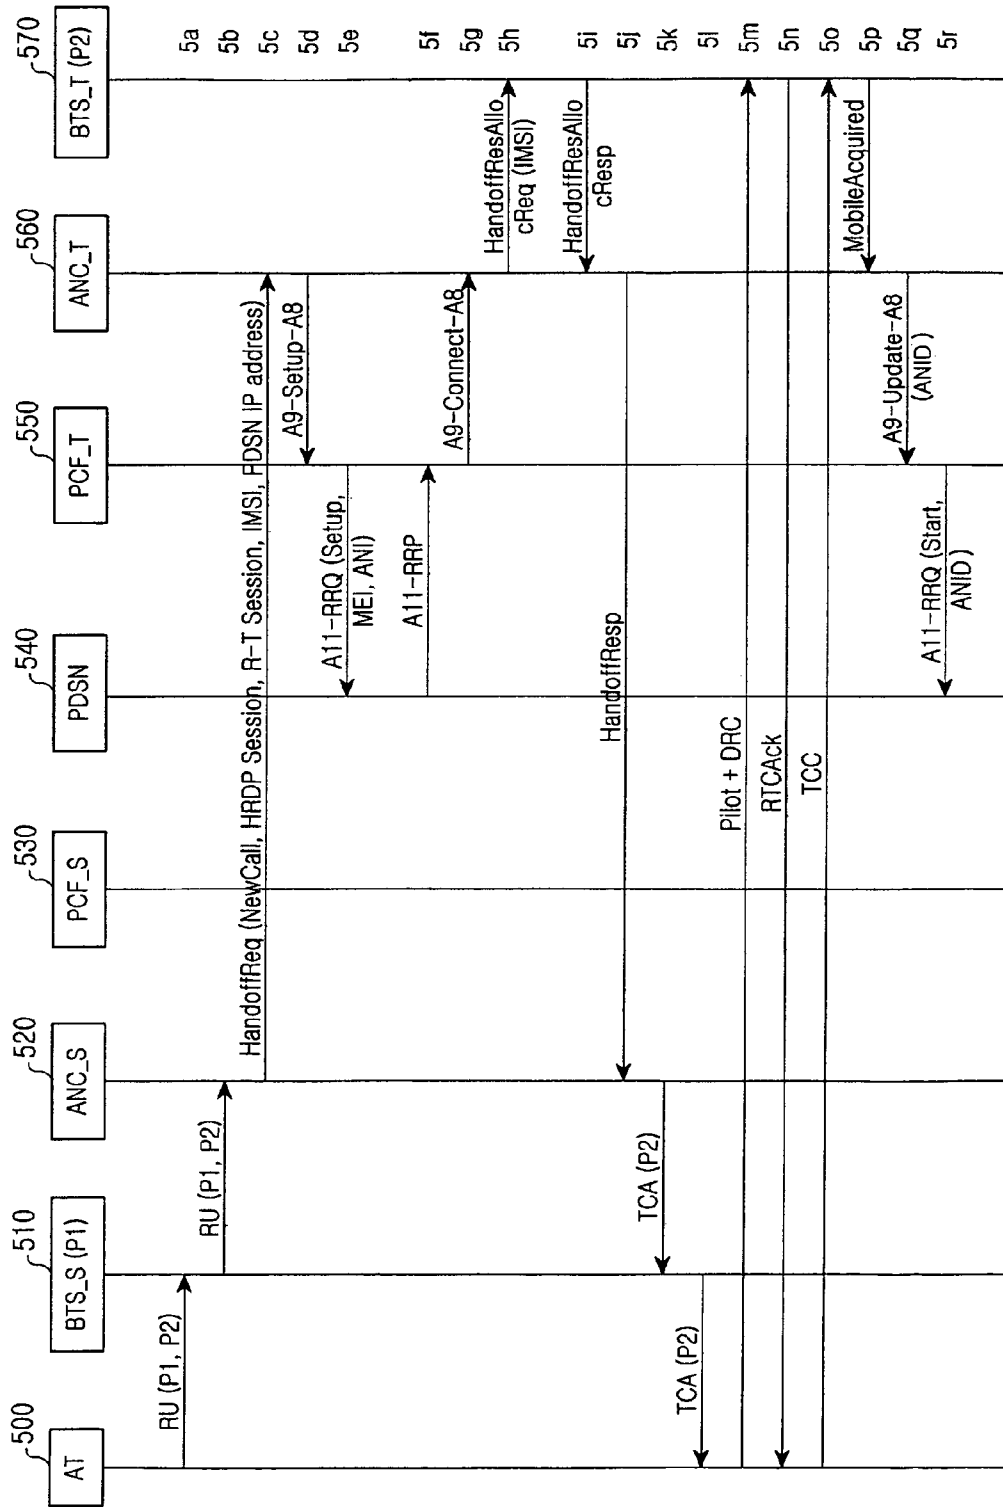 500
AT
510
BTS_S (P1)
520
ANC_S
530
PCF_S
540
PDSN
550
PCF_T
560
ANC_T
570
BTS_T (P2)
RU (P1, P2)
5a
RU (P1, P2)
5b
HandoffReq (NewCall, HRDP Session, R-T Session, IMSI, PDSN IP address)
5c
A9-Setup-A8
5d
A11-RRQ (Setup,
MEI, ANI)
5e
A11-RRP
5f
A9-Connect-A8
5g
HandoffResAllo
cReq (IMSI)
5h
HandoffResAllo
cResp
5i
HandoffResp
5j
TCA (P2)
5k
TCA (P2)
5l
Pilot + DRC
5m
RTCAck
5n
TCC
5o
MobileAcquired
5p
A9-Update-A8
(ANID)
5q
A11-RRQ (Start,
ANID)
5r